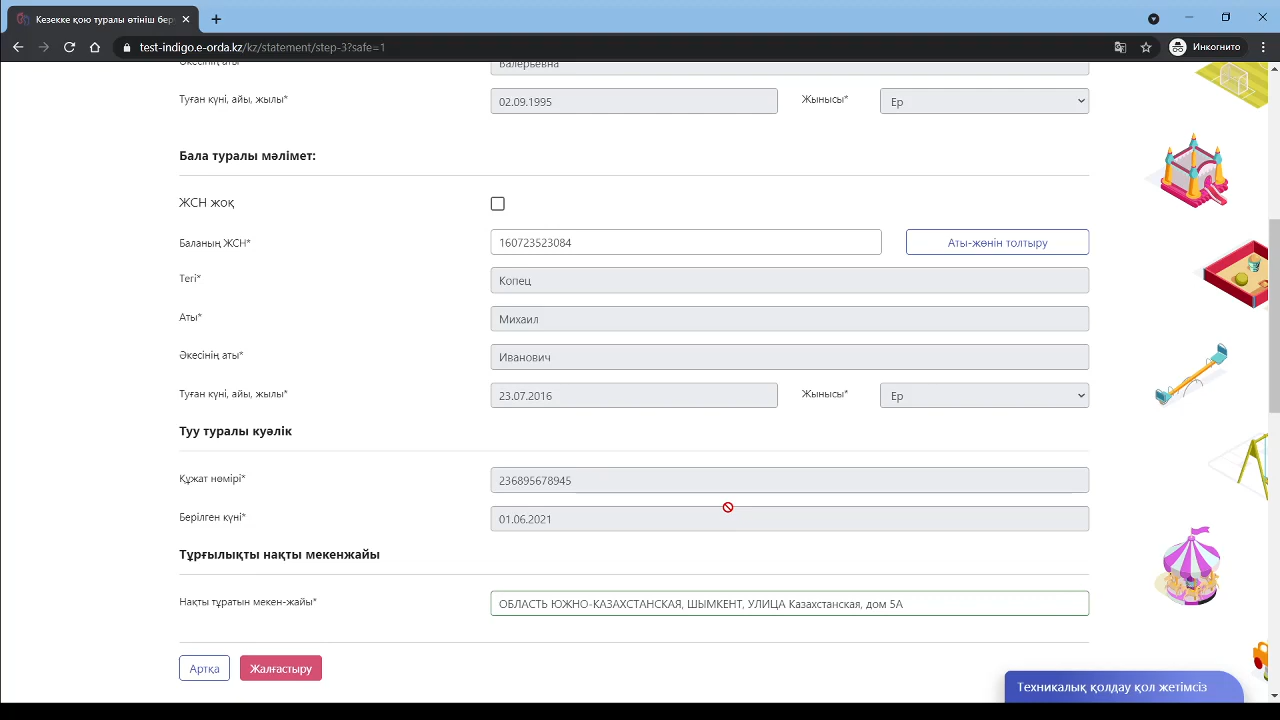 Кезекке қою туралы өтініш бер
test-indigo.e-orda.kz/kz/statement/step-3?safe=1
Инкогнито
Әкесінің аты*
Валерьевна
Туған күні, айы, жылы*
02.09.1995
Жынысы*
Ер
Бала туралы мәлімет:
ЖСН жоқ
Баланың ЖСН*
160723523084
Аты-жөнін толтыру
Тегі*
Копец
Аты*
Михаил
Әкесінің аты*
Иванович
Туған күні, айы, жылы*
23.07.2016
Жынысы*
Ер
Туу туралы куәлік
Құжат нөмірі*
236895678945
Берілген күні*
01.06.2021
Тұрғылықты нақты мекенжайы
Нақты тұратын мекен-жайы*
ОБЛАСТЬ ЮЖНО-КАЗАХСТАНСКАЯ, ШЫМКЕНТ, УЛИЦА Казахстанская, дом 5А
Артқа
Жалғастыру
Техникалық қолдау қол жетімсіз